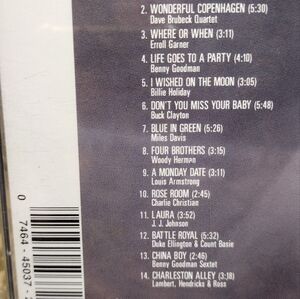 2. WONDERFUL COPENHAGEN (5:30)
Dave Brubeck Quartet
3. WHERE OR WHEN (3:11)
Erroll Garner
4. LIFE GOES TO A PARTY (4:10)
Benny Goodman
5. I WISHED ON THE MOON (3:05)
Billie Holiday
6. DON'T YOU MISS YOUR BABY (5:48)
Buck Clayton
7. BLUE IN GREEN (5:26)
Miles Davis
8. FOUR BROTHERS (3:15)
Woody Herman
9. A MONDAY DATE (3:11)
Louis Armstrong
10. ROSE ROOM (2:45)
Charlie Christian
11. LAURA (3:52)
J. J. Johnson
12. BATTLE ROYAL (5:32)
Duke Ellington & Count Basie
13. CHINA BOY (2:46)
Benny Goodman Sextet
14. CHARLESTON ALLEY (3:18)
Lambert, Hendricks & Ross
0 7464-45037-